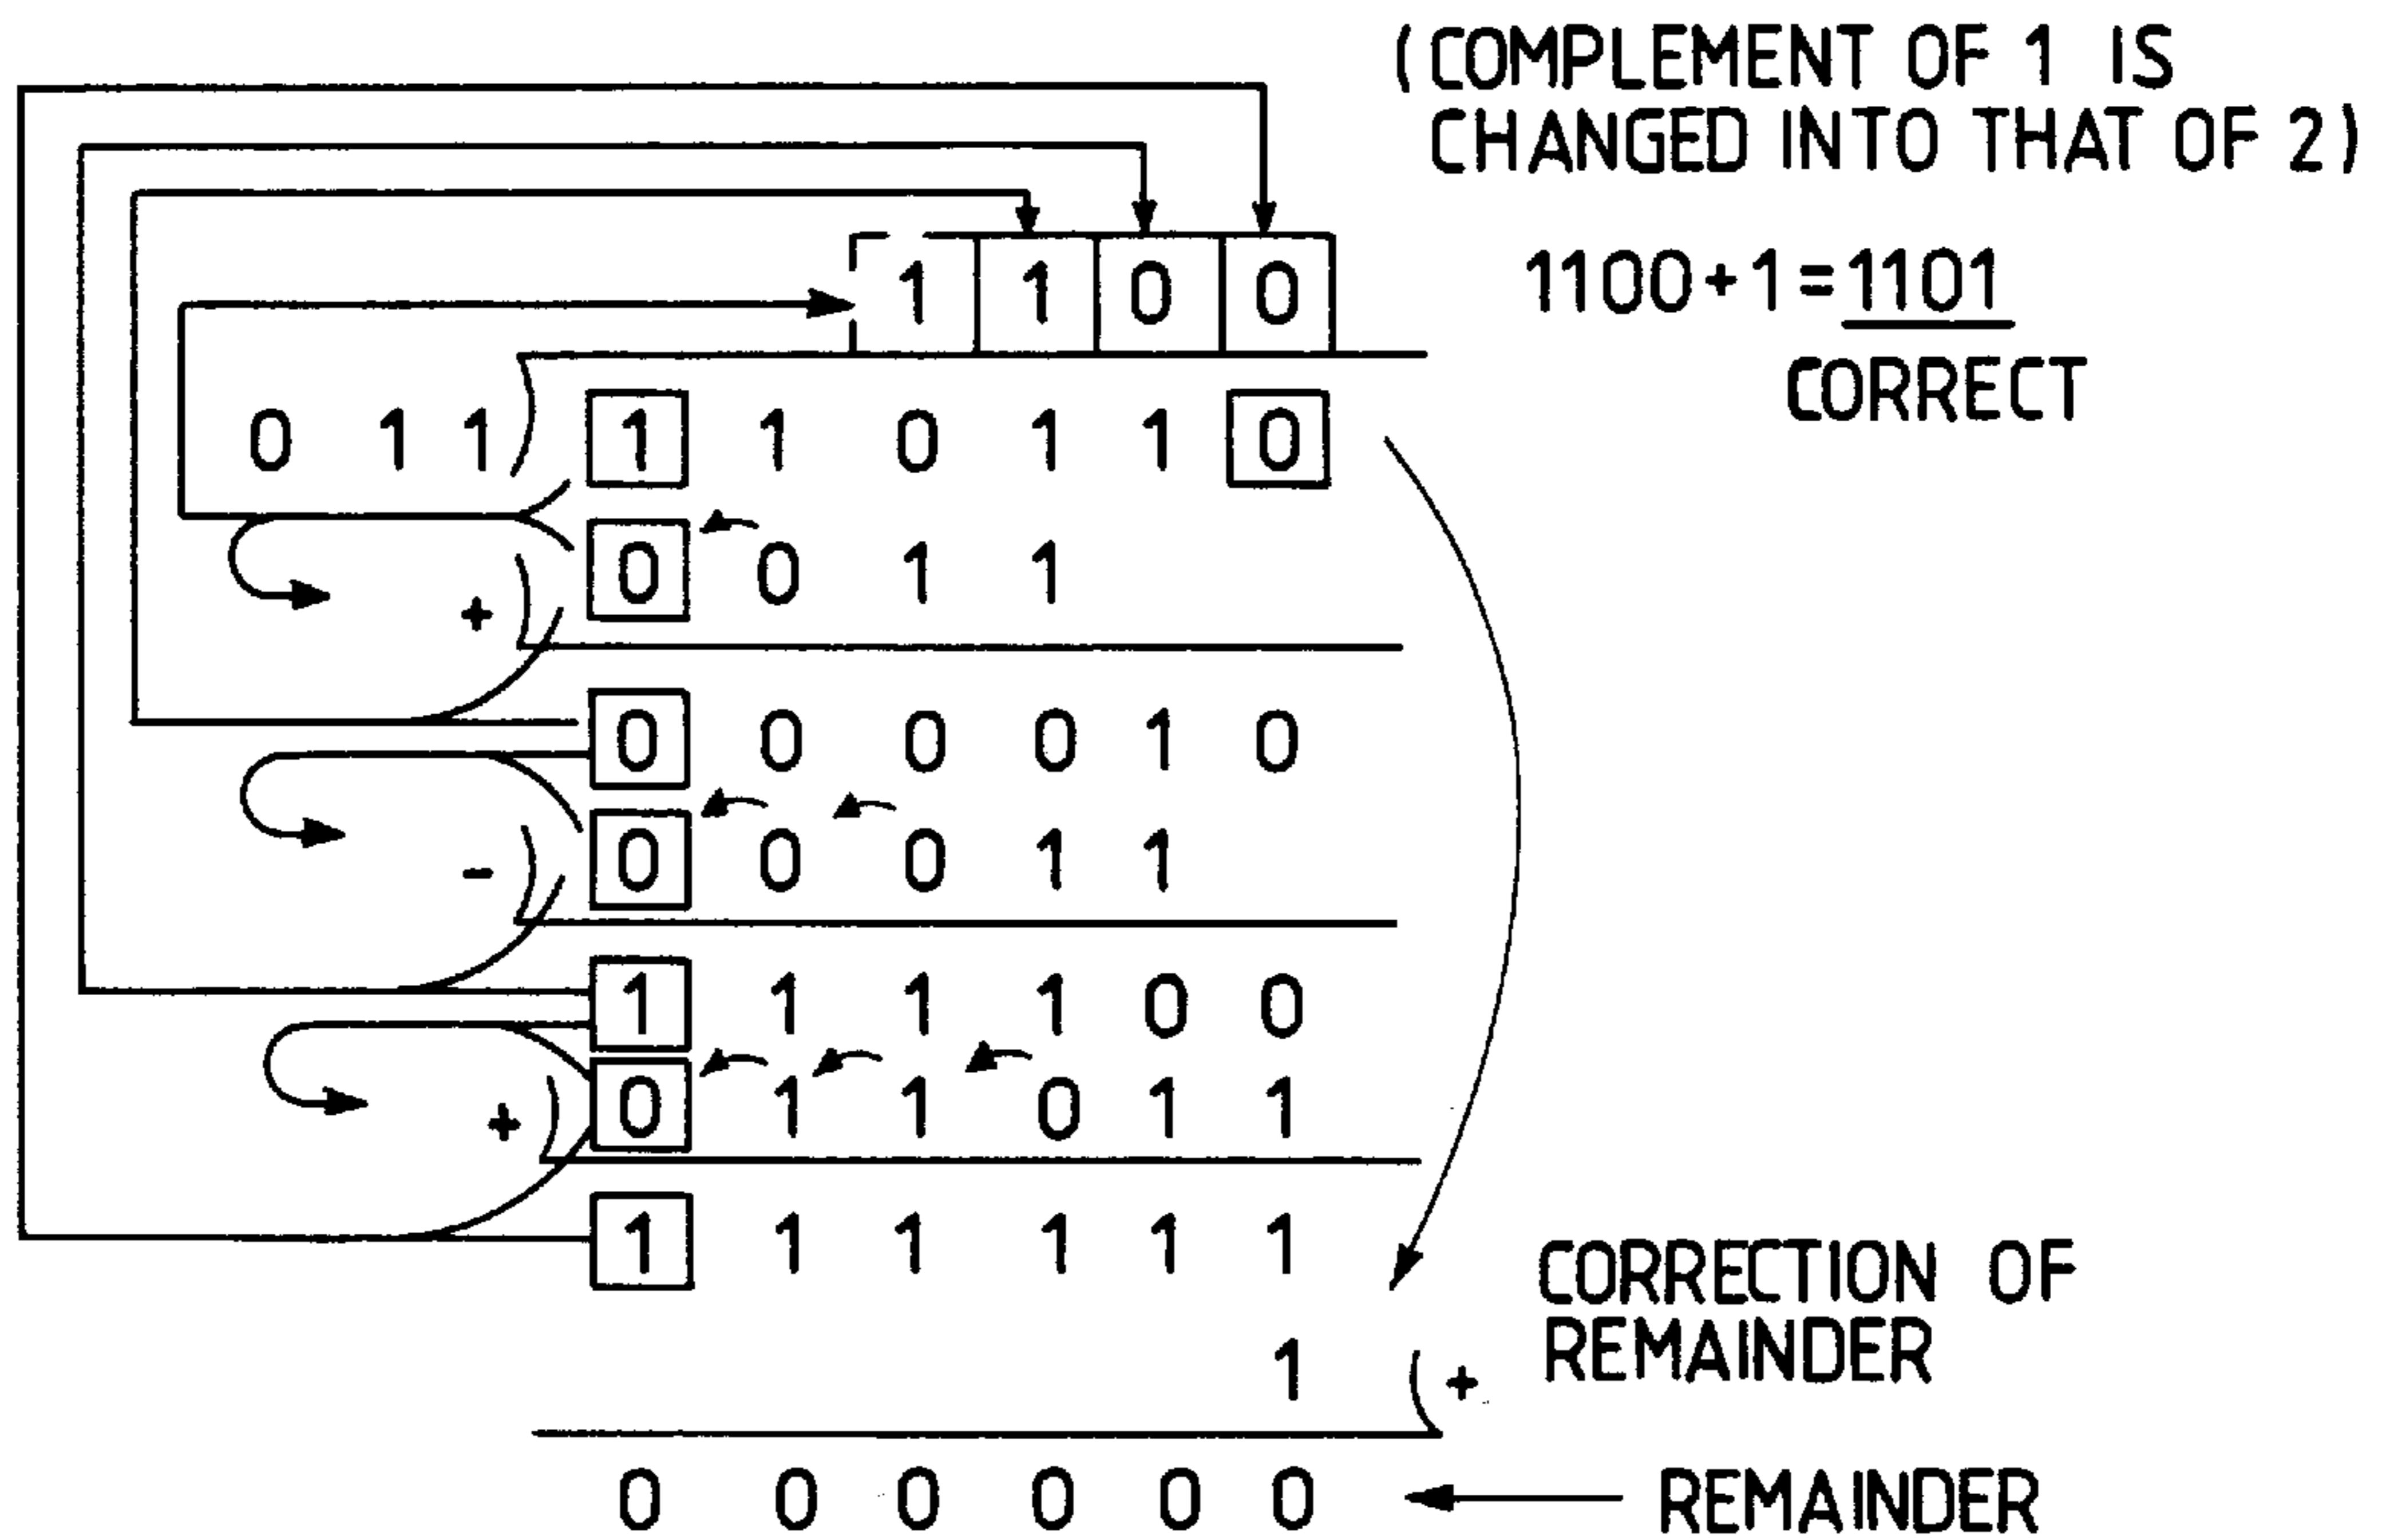 (COMPLEMENT OF 1 IS
CHANGED INTO THAT OF 2)
1 1 0 0
1100+1=1101
CORRECT
0 1 1 ) 1 1 0 1 1 0
+ ) 0 0 1 1
0 0 0 0 1 0
- ) 0 0 0 1 1
1 1 1 1 0 0
+ ) 0 1 1 0 1 1
1 1 1 1 1 1
CORRECTION OF
REMAINDER
1 ( +
0 0 0 0 0 0
REMAINDER